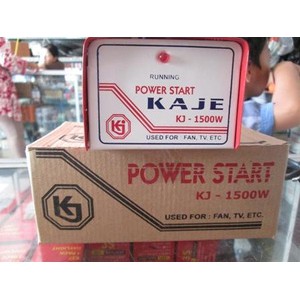 RUNNING
POWER START
KAJE
KJ - 1500W
USED FOR : FAN, TV, ETC.
KJ
POWER START
KJ - 1500W
USED FOR : FAN, TV, ETC.
KJ